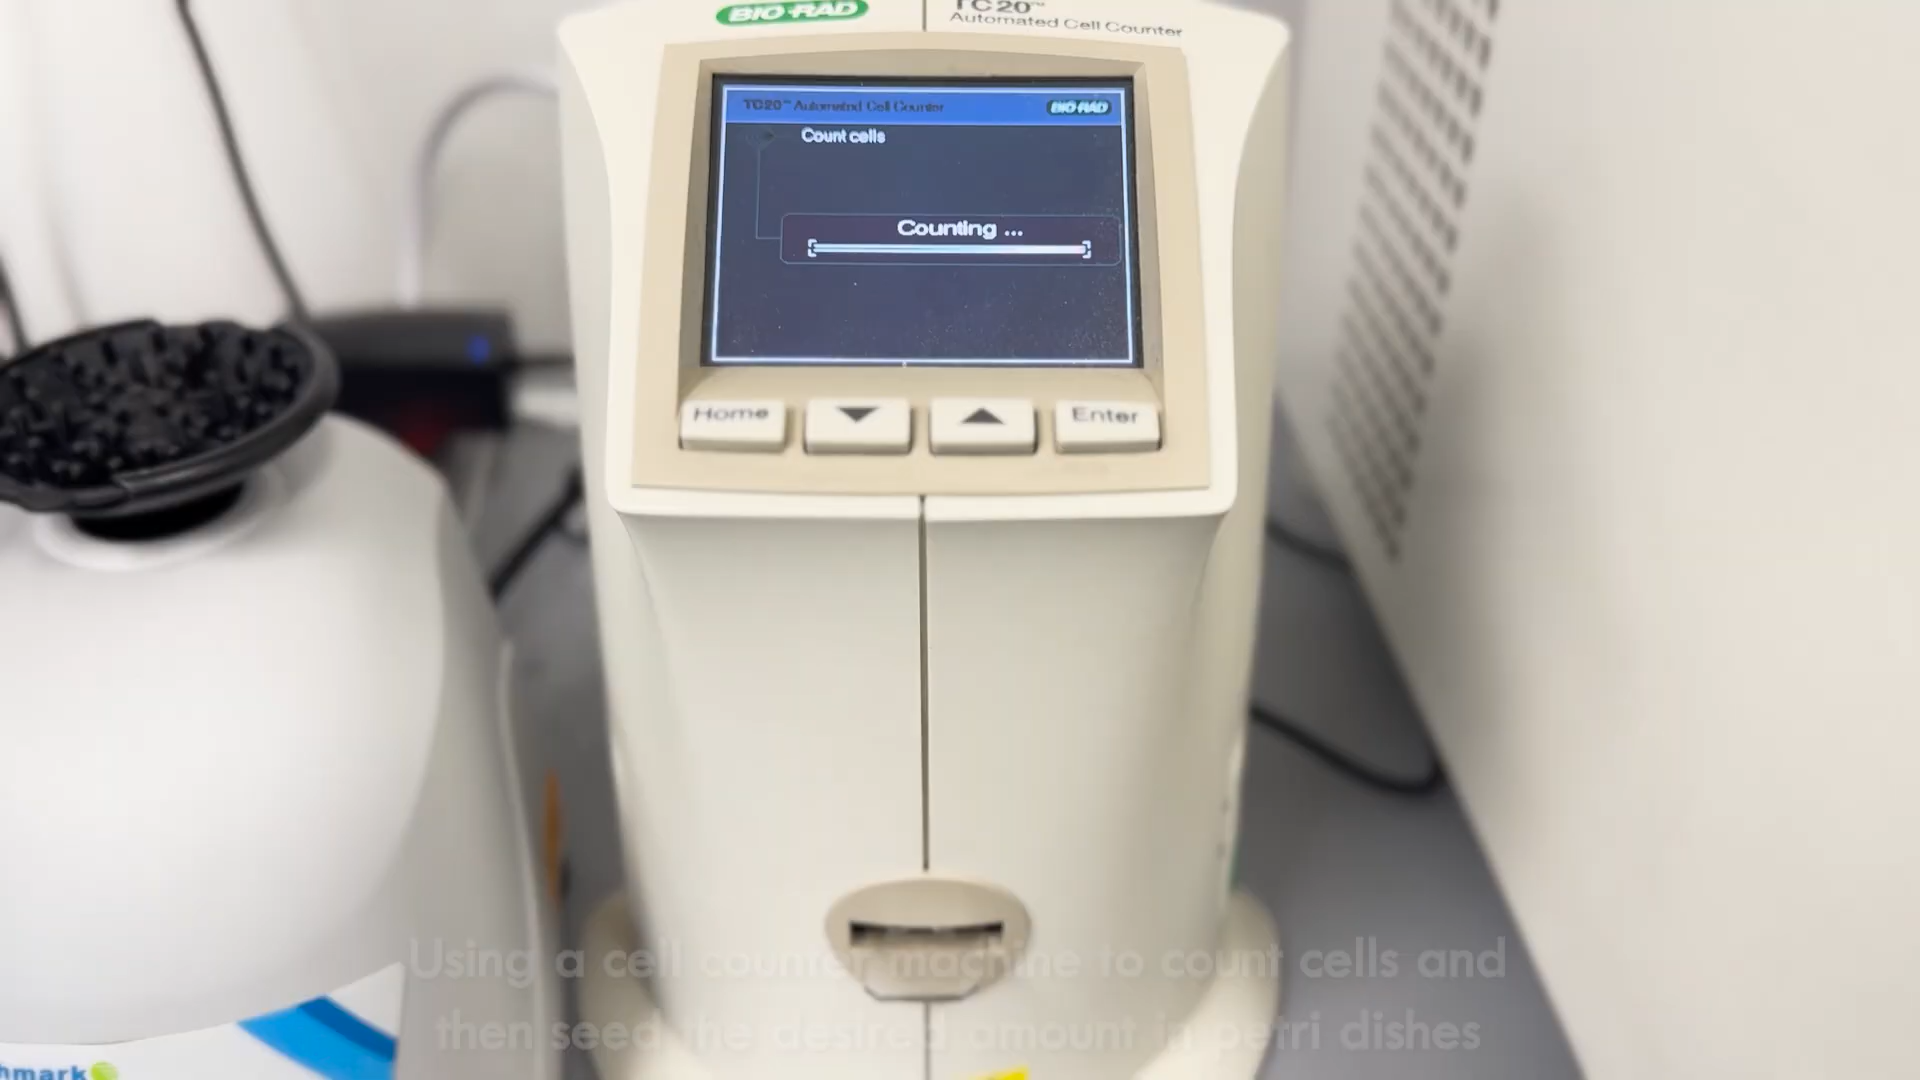 BIO-RAD
TC20™
Automated Cell Counter
TC20™ Automated Cell Counter
BIO-RAD
Count cells
Counting ...
Home
Enter
Using a cell counter machine to count cells and
then seed the desired amount in petri dishes